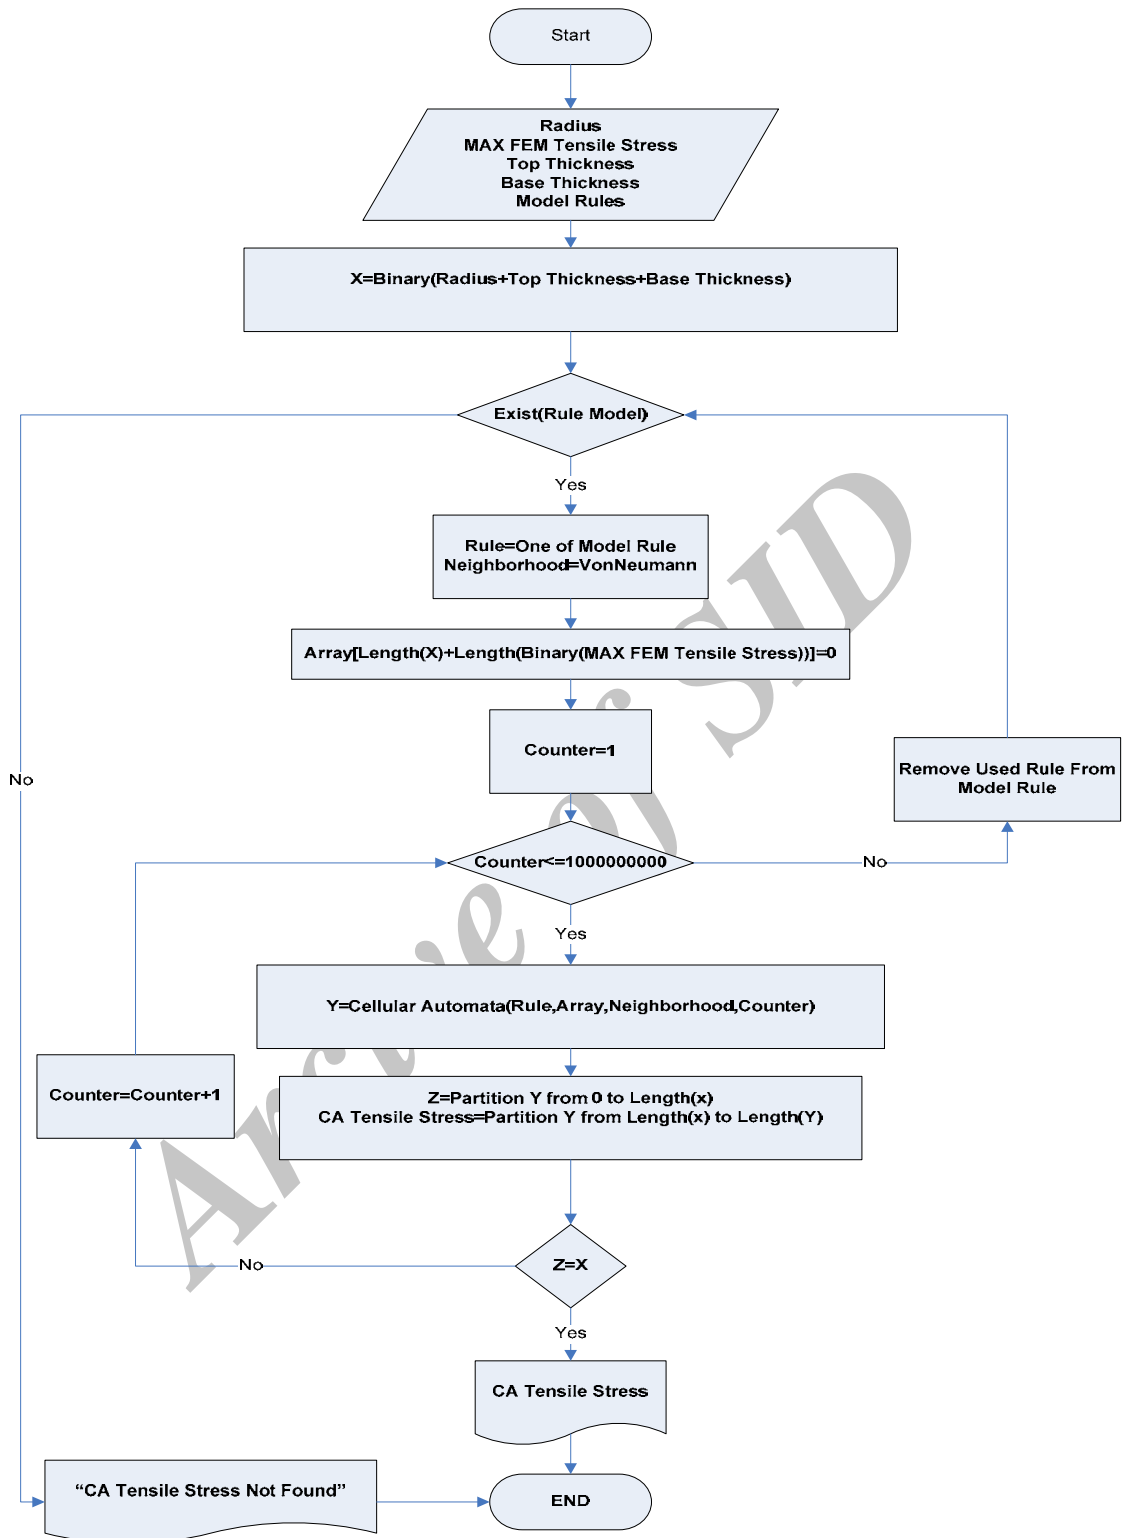 Start
Radius
MAX FEM Tensile Stress
Top Thickness
Base Thickness
Model Rules
X=Binary(Radius+Top Thickness+Base Thickness)
Exist(Rule Model)
Yes
Rule=One of Model Rule
Neighborhood=VonNeumann
Array[Length(X)+Length(Binary(MAX FEM Tensile Stress))]=0
Counter=1
No
Remove Used Rule From
Model Rule
Counter<=1000000000
No
Yes
Y=Cellular Automata(Rule,Array,Neighborhood,Counter)
Counter=Counter+1
Z=Partition Y from 0 to Length(x)
CA Tensile Stress=Partition Y from Length(x) to Length(Y)
No
Z=X
Yes
CA Tensile Stress
“CA Tensile Stress Not Found”
END
of SID